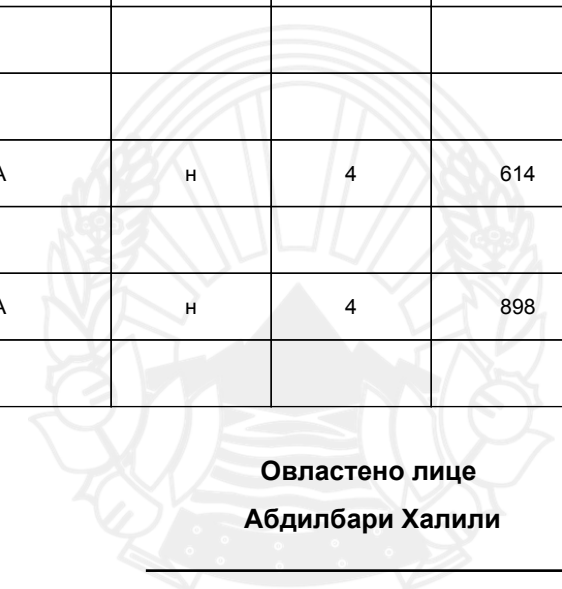 А н 4 614
А н 4 898
Овластено лице
Абдилбари Халили